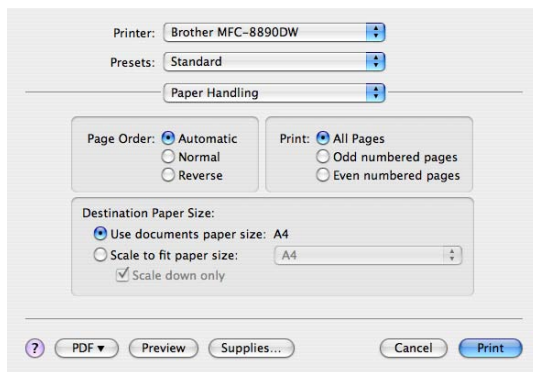 Printer: Brother MFC-8890DW
Presets: Standard
Paper Handling
Page Order: Automatic
Normal
Reverse
Print: All Pages
Odd numbered pages
Even numbered pages
Destination Paper Size:
Use documents paper size: A4
Scale to fit paper size: A4
Scale down only
? PDF▼ Preview Supplies... Cancel Print